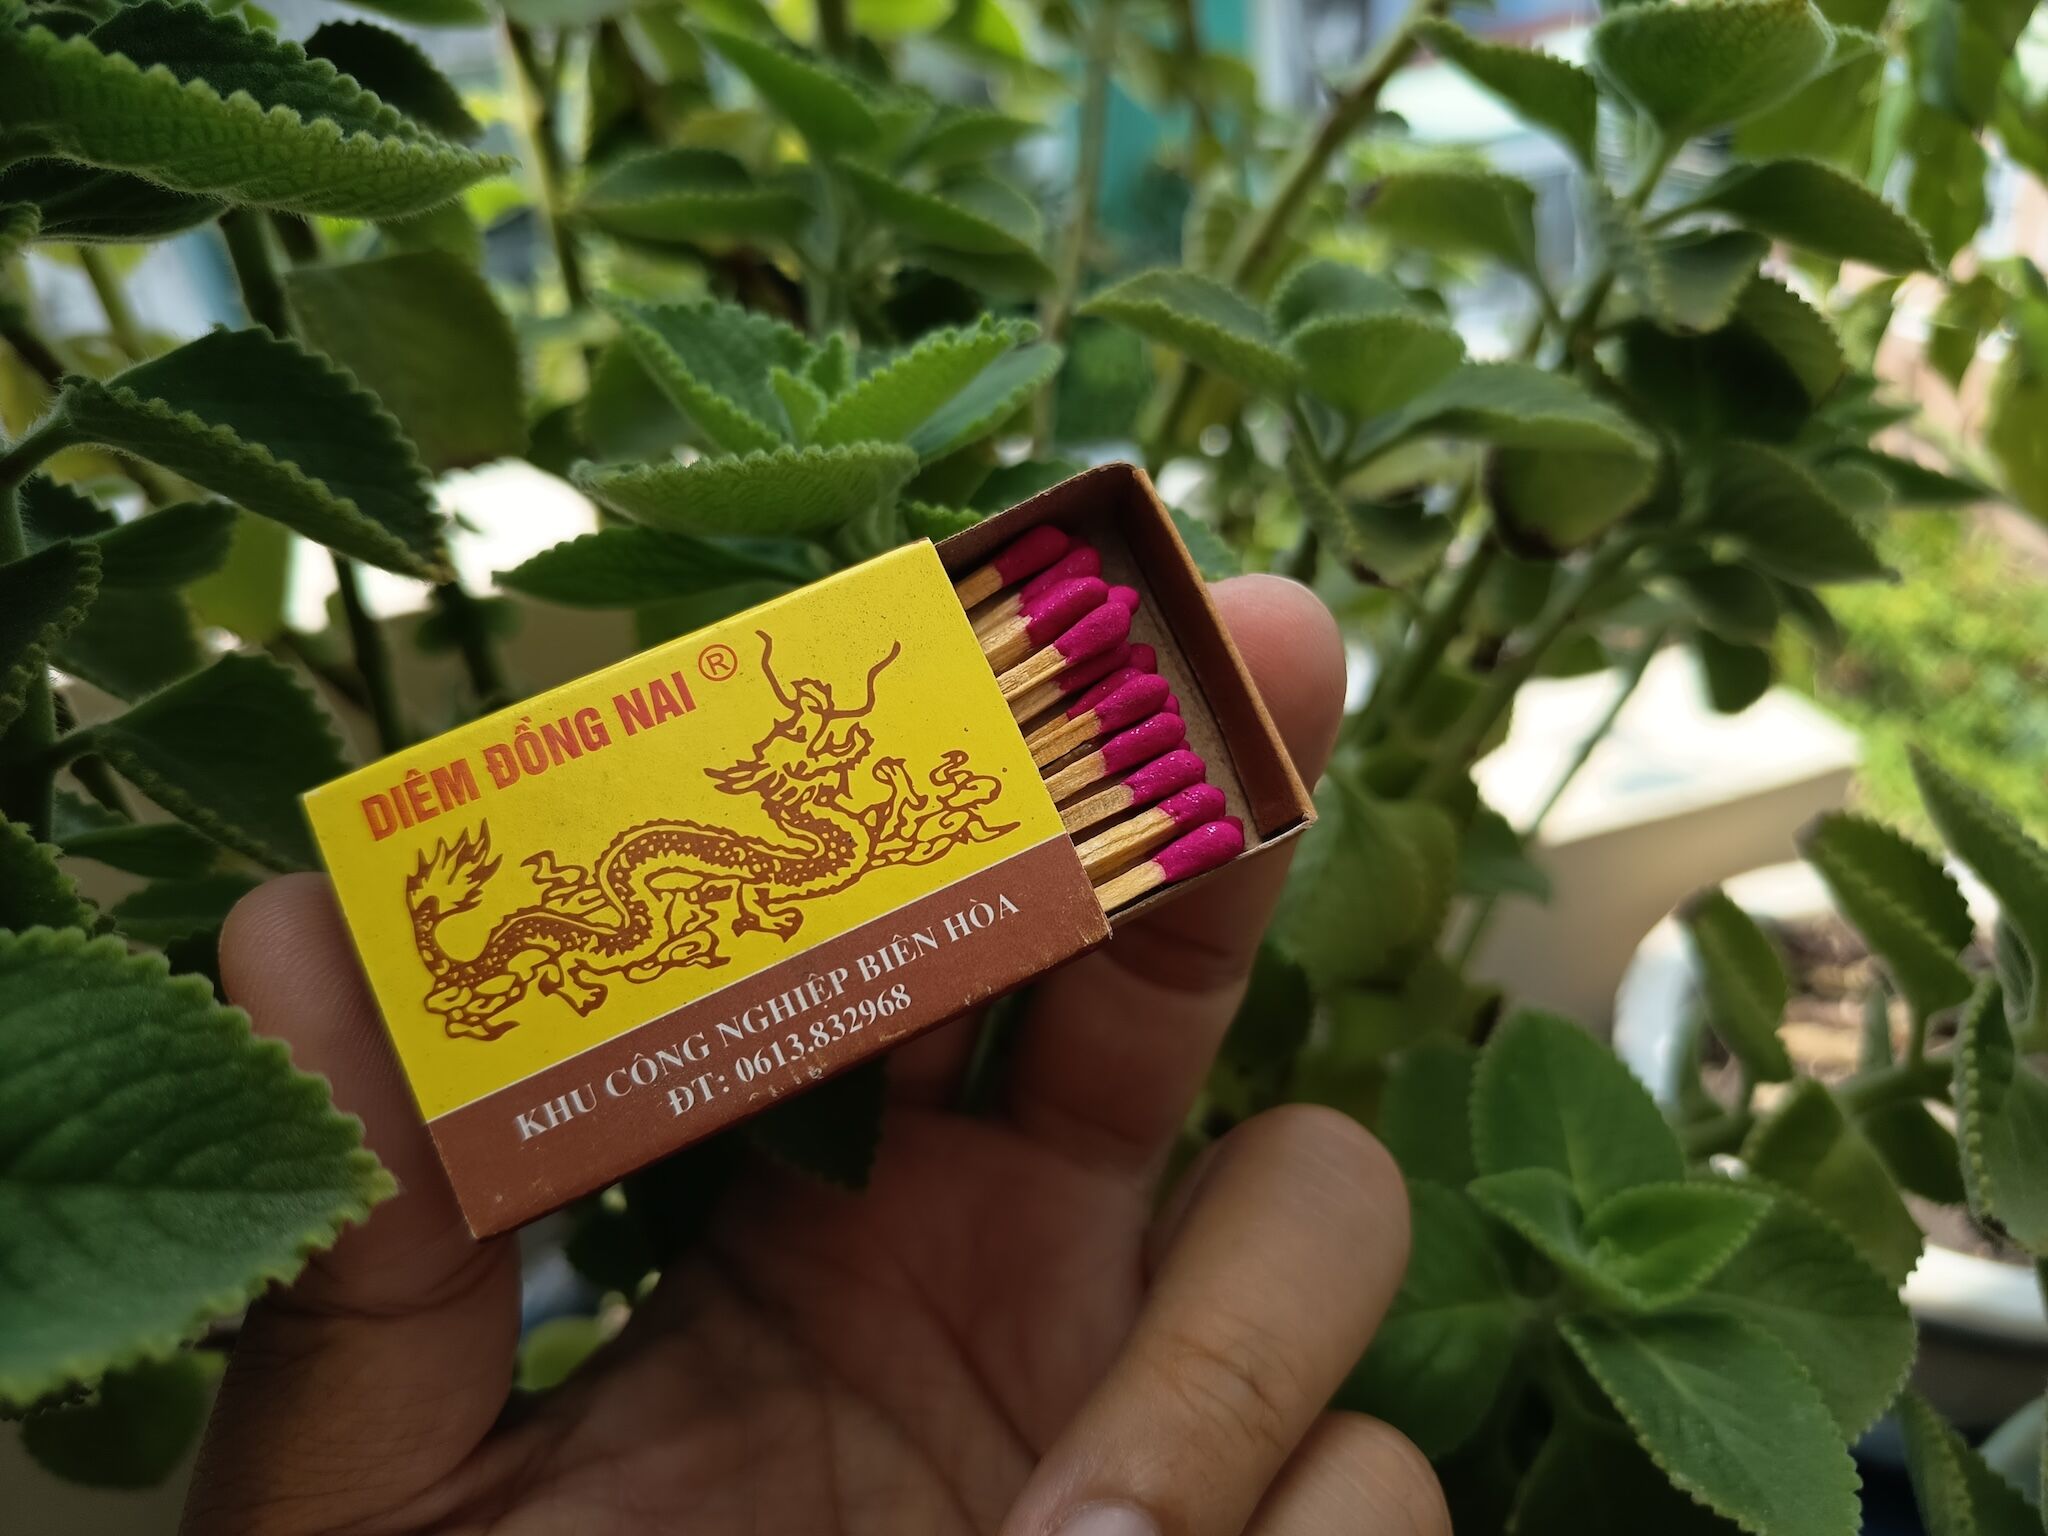 DIÊM ĐỒNG NAI ®
KHU CÔNG NGHIỆP BIÊN HÒA
ĐT: 0613.832968